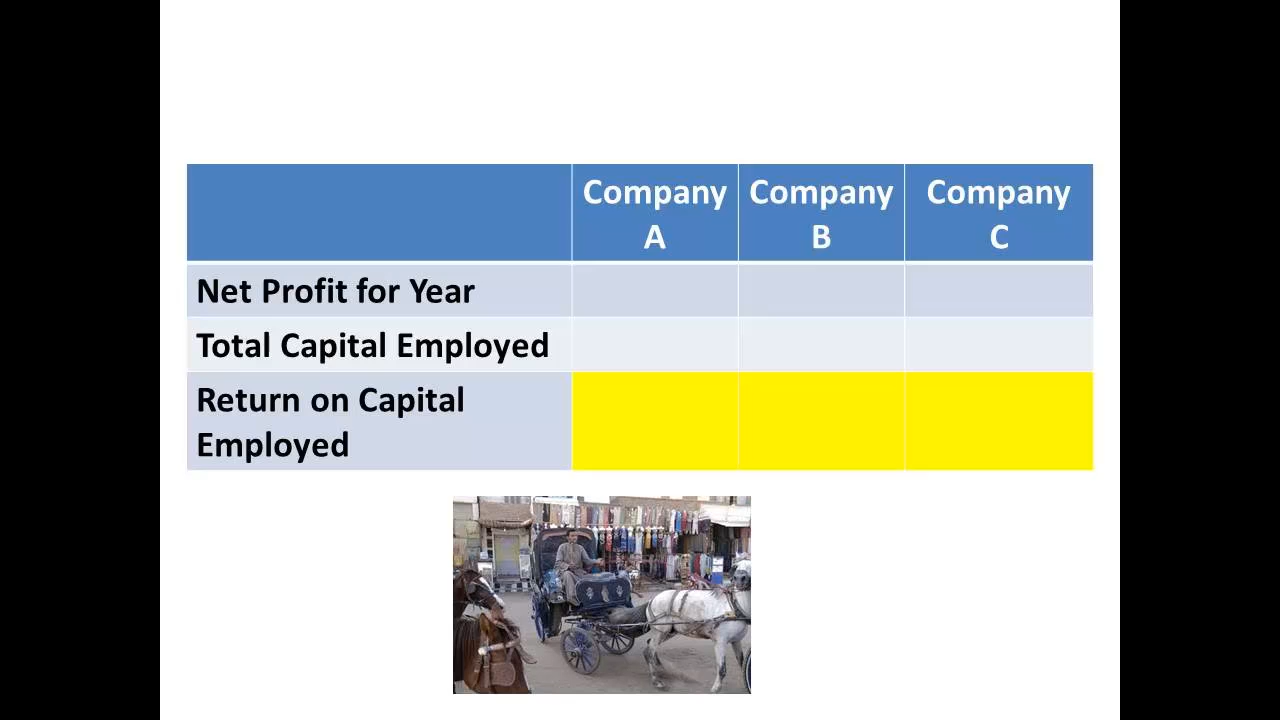 Company Company Company
A B C
Net Profit for Year
Total Capital Employed
Return on Capital
Employed